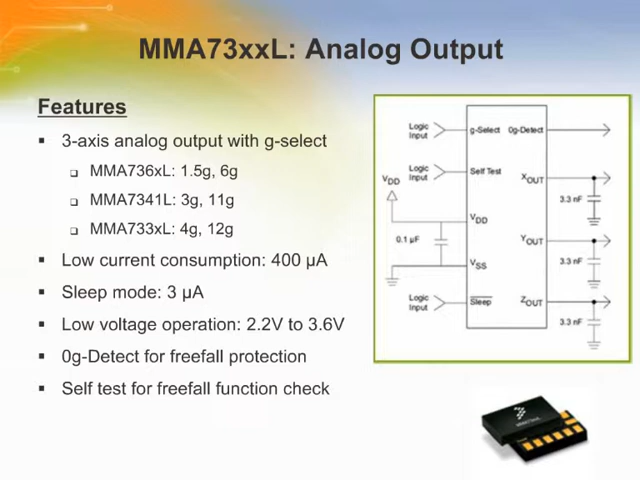 MMA73xxL: Analog Output
Features
▪ 3-axis analog output with g-select
❑ MMA736xL: 1.5g, 6g
❑ MMA7341L: 3g, 11g
❑ MMA733xL: 4g, 12g
▪ Low current consumption: 400 μA
▪ Sleep mode: 3 μA
▪ Low voltage operation: 2.2V to 3.6V
▪ 0g-Detect for freefall protection
▪ Self test for freefall function check
Logic
Input
g-Select 0g-Detect
Logic
Input
Self Test
XOUT
VDD
3.3 nF
VDD
YOUT
0.1 μF
VSS
3.3 nF
Logic
Input
Sleep
ZOUT
3.3 nF